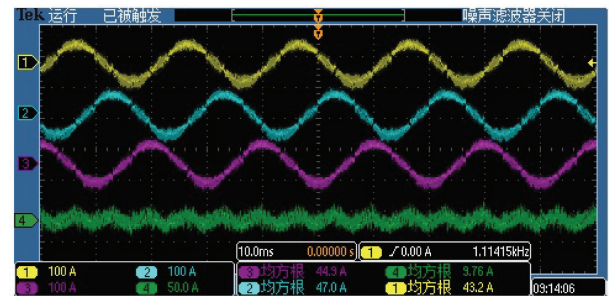 Tek 运行 已被触发 噪声滤波器关闭
T
T
1
2
3
4
10.0ms 0.00000 s 1 / 0.00 A 1.11415kHz
1 100 A 2 100 A 3 均方根 44.9 A 4 均方根 9.76 A
3 100 A 4 50.0 A 2 均方根 47.0 A 1 均方根 43.2 A 09:14:06